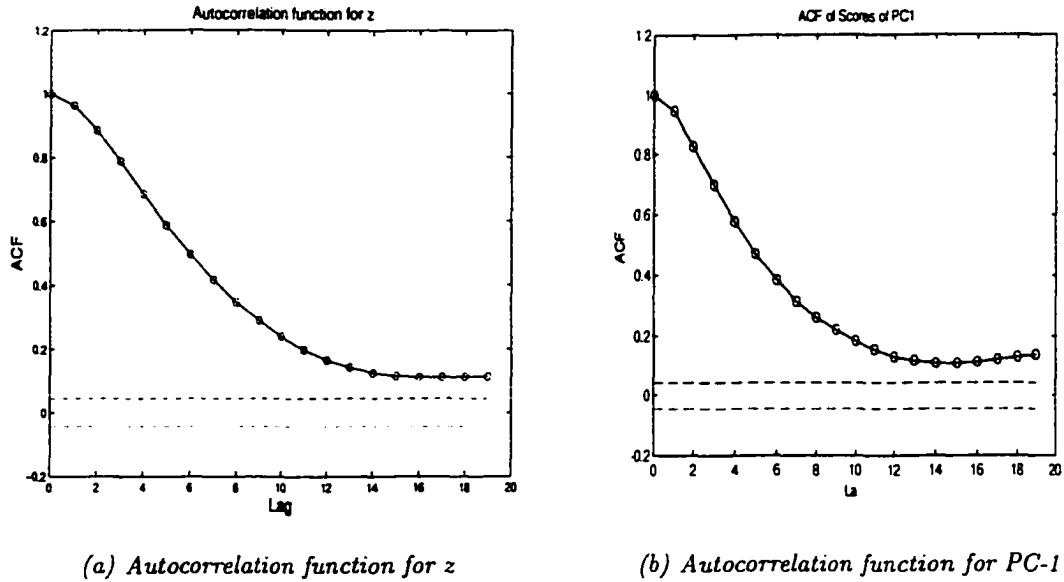 Autocorrelation function for z
1.2
1
0.8
0.6
0.4
0.2
0
-0.2
ACF
0 2 4 6 8 10 12 14 16 18 20
Lag
(a) Autocorrelation function for z
ACF of Scores of PC1
1.2
1
0.8
0.6
0.4
0.2
0
-0.2
ACF
0 2 4 6 8 10 12 14 16 18 20
La
(b) Autocorrelation function for PC-1